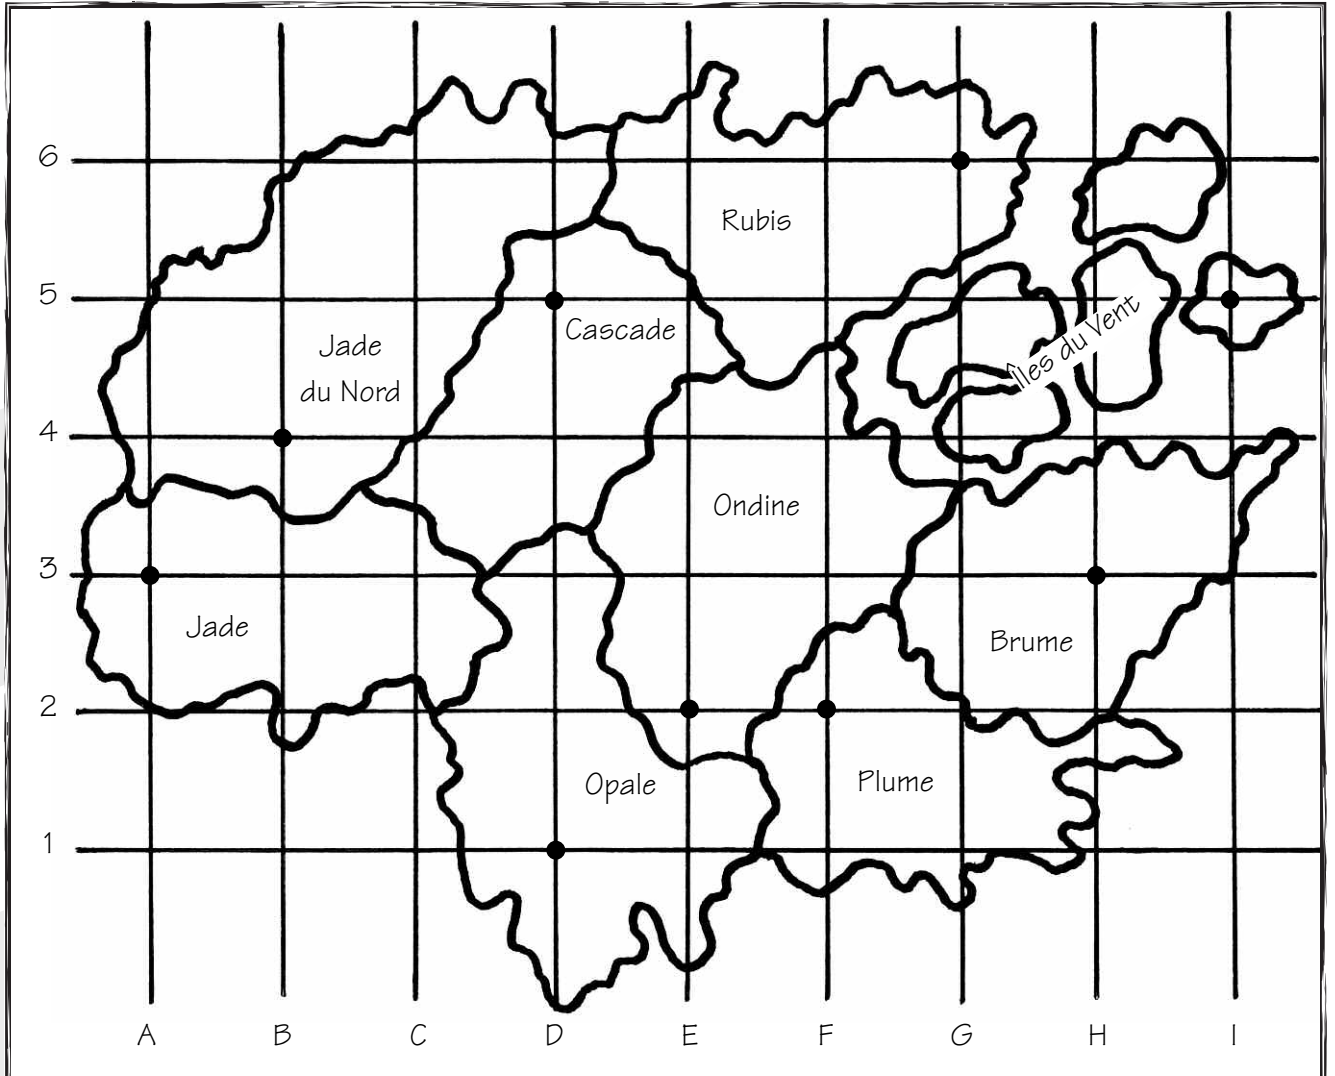 6
Rubis
5
Cascade
Îles du Vent
Jade
du Nord
4
Ondine
3
Jade
Brume
2
Opale
Plume
1
A B C D E F G H I